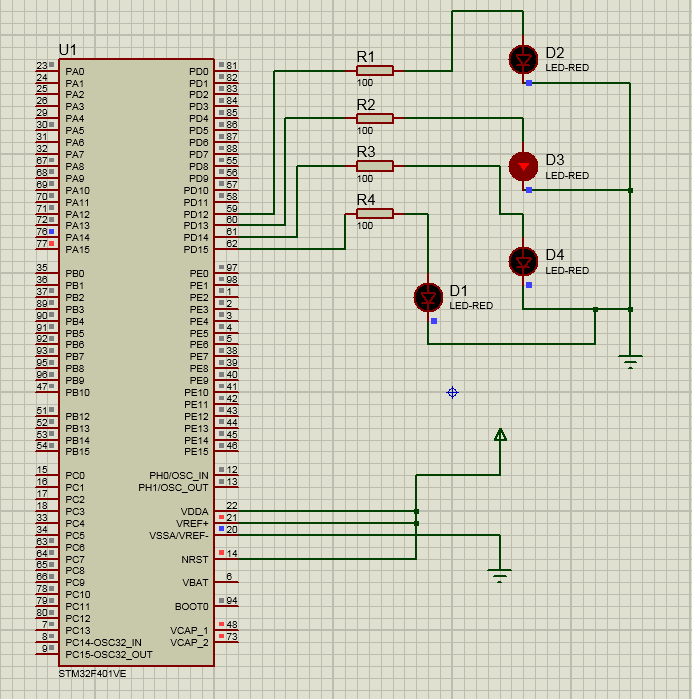 U1
23 PA0 PD0 81
24 PA1 PD1 82
25 PA2 PD2 83
26 PA3 PD3 84
29 PA4 PD4 85
30 PA5 PD5 86
31 PA6 PD6 87
32 PA7 PD7 88
67 PA8 PD8 55
68 PA9 PD9 56
69 PA10 PD10 57
70 PA11 PD11 58
71 PA12 PD12 59
72 PA13 PD13 60
76 PA14 PD14 61
77 PA15 PD15 62
35 PB0 PE0 97
36 PB1 PE1 98
37 PB2 PE2 1
89 PB3 PE3 2
90 PB4 PE4 3
91 PB5 PE5 4
92 PB6 PE6 5
93 PB7 PE7 38
95 PB8 PE8 39
96 PB9 PE9 40
47 PB10 PE10 41
PE11 42
51 PB12 PE12 43
52 PB13 PE13 44
53 PB14 PE14 45
54 PB15 PE15 46
15 PC0 PH0/OSC_IN 12
16 PC1 PH1/OSC_OUT 13
17 PC2
18 PC3 VDDA 22
33 PC4 VREF+ 21
34 PC5 VSSA/VREF- 20
63 PC6
64 PC7 NRST 14
65 PC8
66 PC9 VBAT 6
78 PC10
79 PC11 BOOT0 94
80 PC12
7 PC13 VCAP_1 48
8 PC14-OSC32_IN VCAP_2 73
9 PC15-OSC32_OUT
STM32F401VE
R1
100
R2
100
R3
100
R4
100
D2
LED-RED
D3
LED-RED
D4
LED-RED
D1
LED-RED